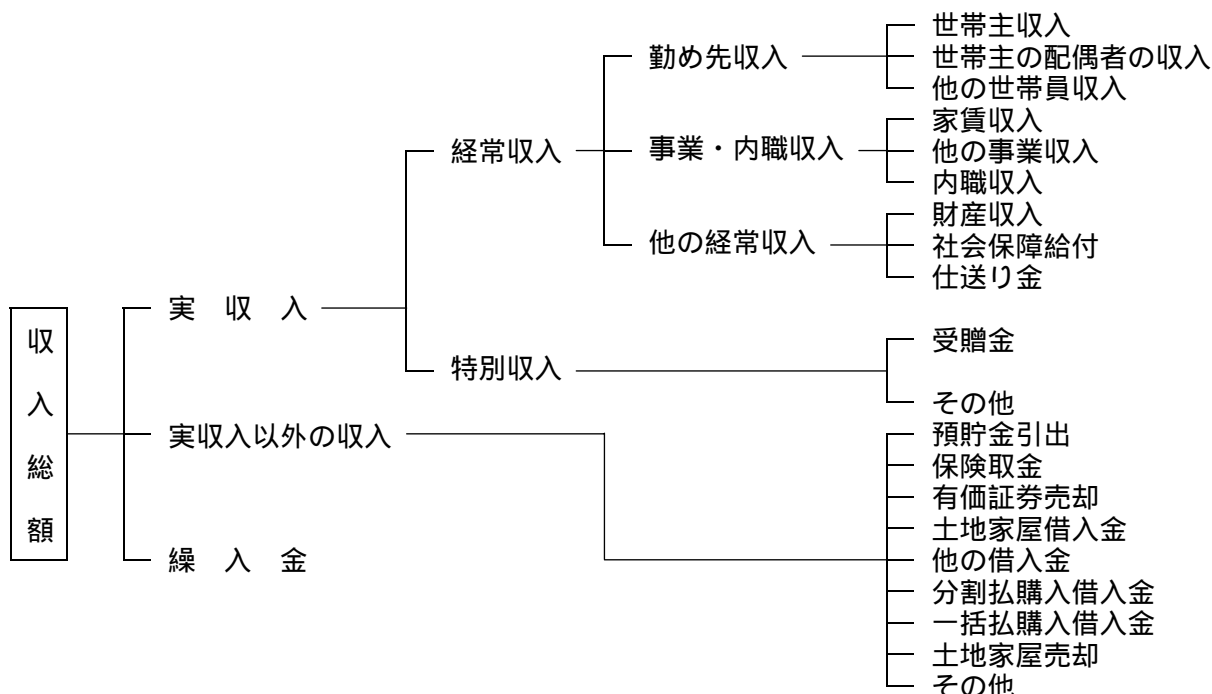 収入総額
実 収 入
経常収入
勤め先収入
世帯主収入
世帯主の配偶者の収入
他の世帯員収入
事業・内職収入
家賃収入
他の事業収入
内職収入
他の経常収入
財産収入
社会保障給付
仕送り金
特別収入
受贈金
その他
実収入以外の収入
預貯金引出
保険取金
有価証券売却
土地家屋借入金
他の借入金
分割払購入借入金
一括払購入借入金
土地家屋売却
その他
繰 入 金